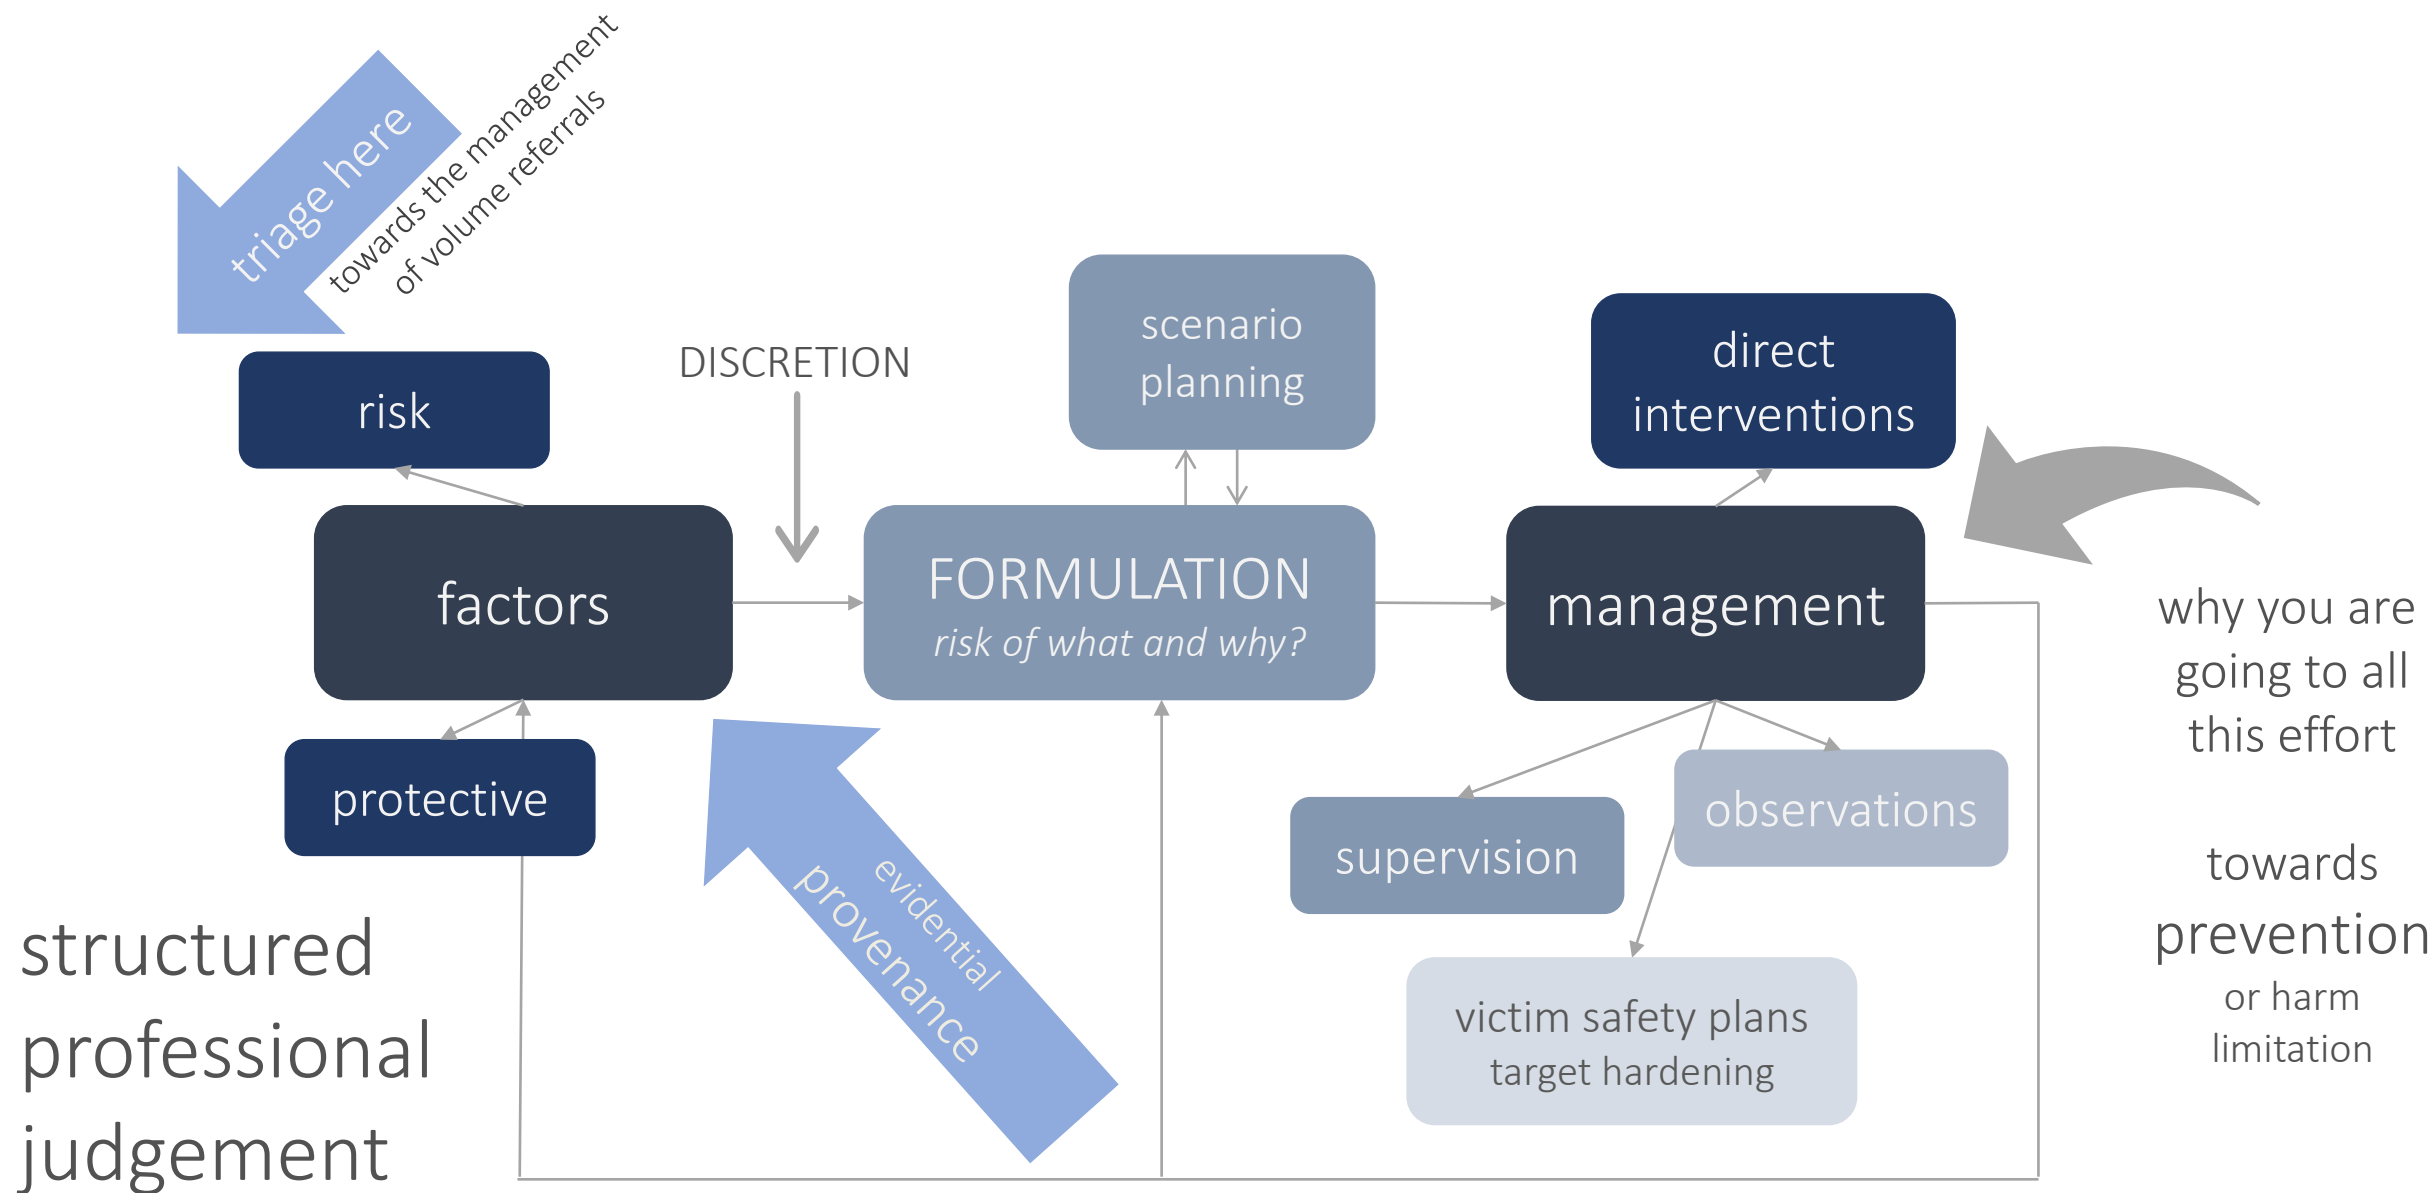 triage here
towards the management
of volume referrals
risk
DISCRETION
scenario
planning
direct
interventions
factors
FORMULATION
risk of what and why?
management
why you are
going to all
this effort
protective
evidential
provenance
supervision
observations
towards
prevention
or harm
limitation
victim safety plans
target hardening
structured
professional
judgement